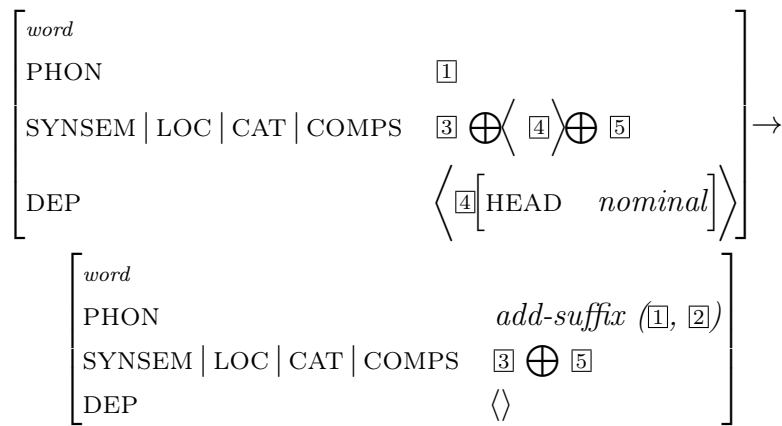 word
PHON 1
SYNSEM | LOC | CAT | COMPS 3 ⊕ ⟨ 4 ⟩ ⊕ 5
DEP ⟨ 4 [HEAD nominal] ⟩ →
word
PHON add-suffix (1, 2)
SYNSEM | LOC | CAT | COMPS 3 ⊕ 5
DEP ⟨⟩